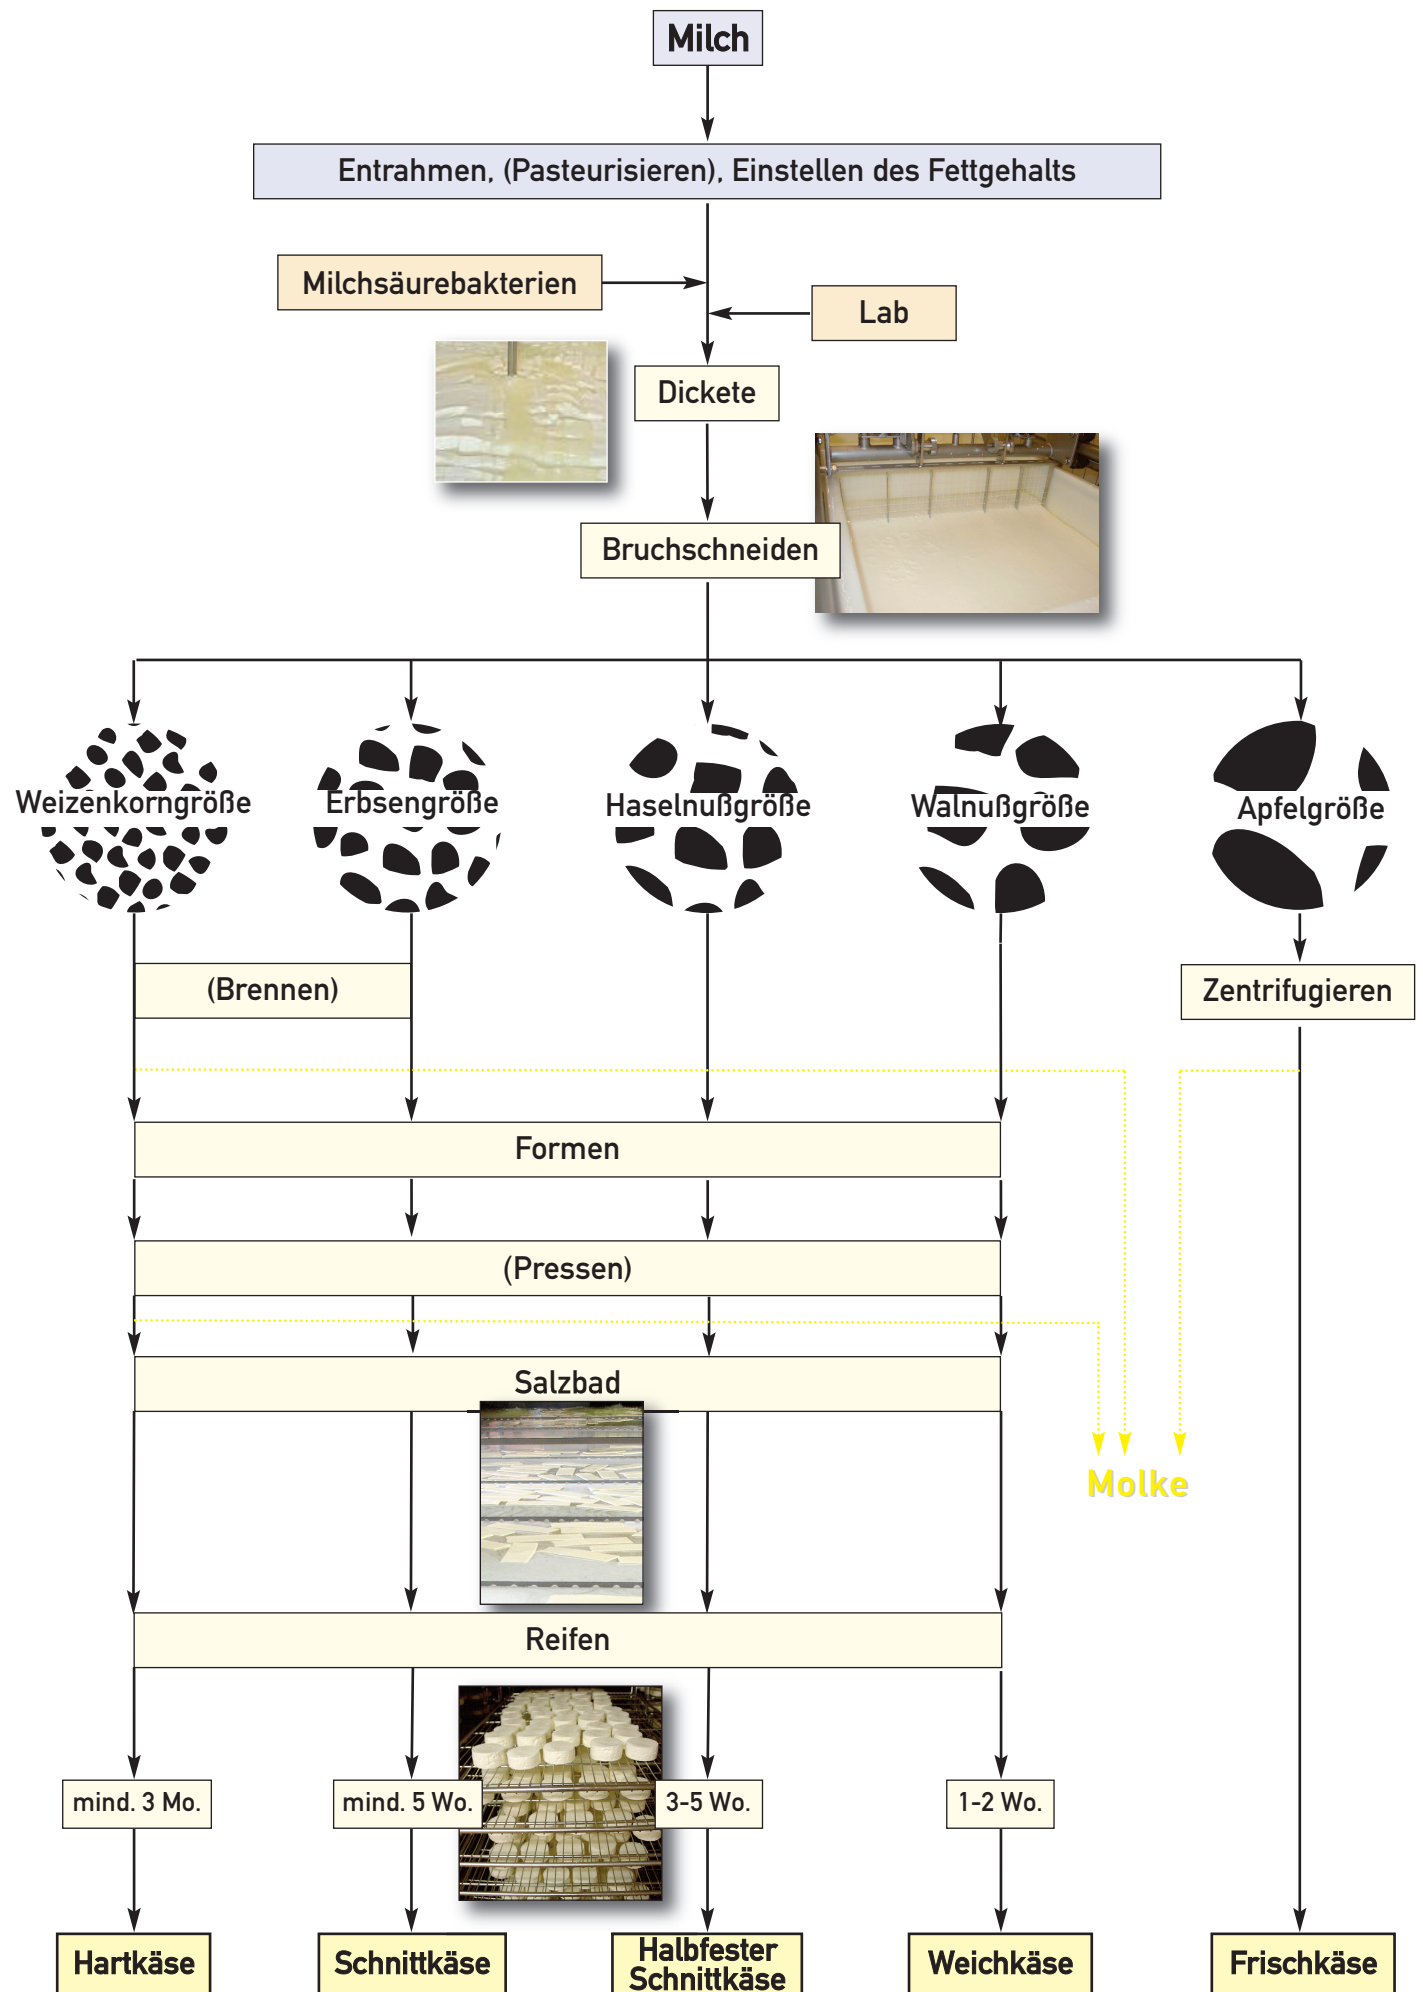 Milch
Entrahmen, (Pasteurisieren), Einstellen des Fettgehalts
Milchsäurebakterien
Lab
Dickete
Bruchschneiden
Weizenkorngröße
Erbsengröße
Haselnußgröße
Walnußgröße
Apfelgröße
(Brennen)
Zentrifugieren
Formen
(Pressen)
Salzbad
Molke
Reifen
mind. 3 Mo.
mind. 5 Wo.
3-5 Wo.
1-2 Wo.
Hartkäse
Schnittkäse
Halbfester
Schnittkäse
Weichkäse
Frischkäse